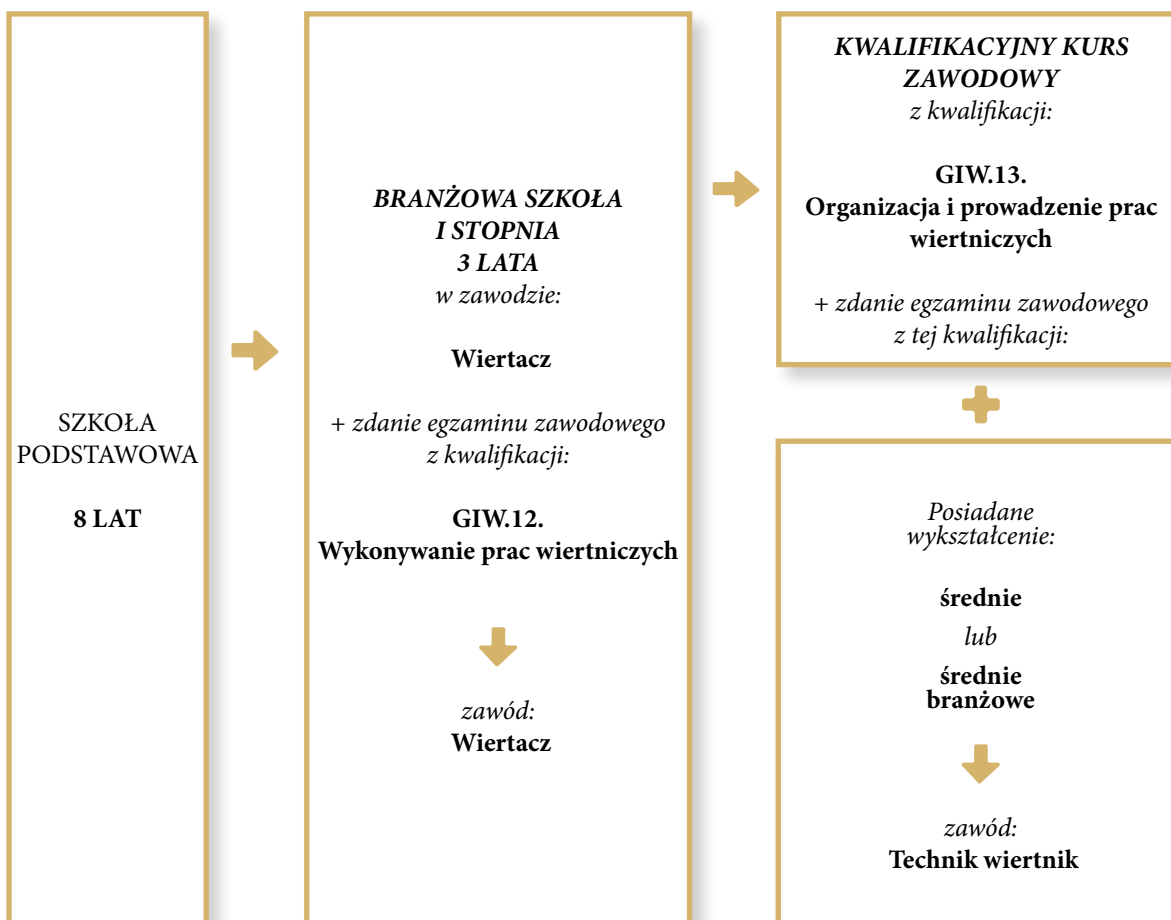 SZKOŁA
PODSTAWOWA
8 LAT
BRANŻOWA SZKOŁA
I STOPNIA
3 LATA
w zawodzie:
Wiertacz
+ zdanie egzaminu zawodowego
z kwalifikacji:
GIW.12.
Wykonywanie prac wiertniczych
zawód:
Wiertacz
KWALIFIKACYJNY KURS
ZAWODOWY
z kwalifikacji:
GIW.13.
Organizacja i prowadzenie prac
wiertniczych
+ zdanie egzaminu zawodowego
z tej kwalifikacji:
Posiadane
wykształcenie:
średnie
lub
średnie
branżowe
zawód:
Technik wiertnik